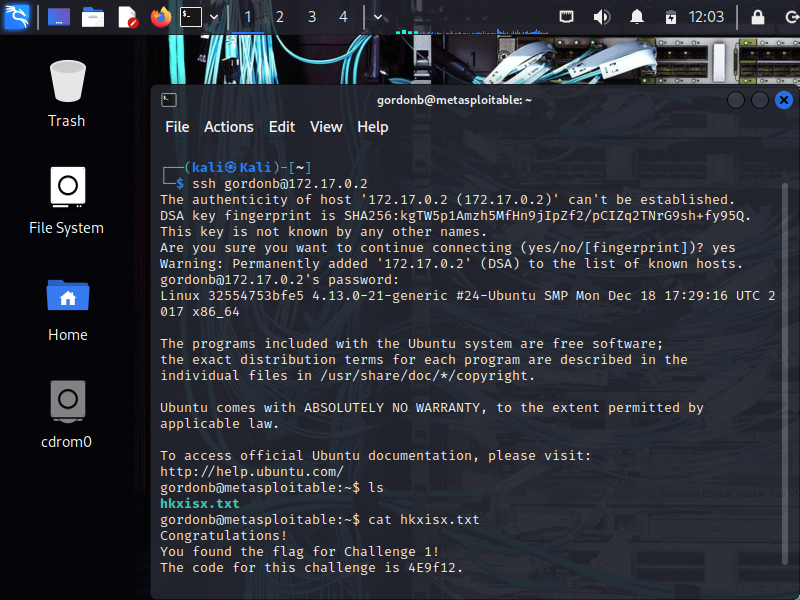 1 2 3 4 12:03
Trash
File System
Home
cdrom0
gordonb@metasploitable: ~
File Actions Edit View Help
┌──(kali㉿Kali)-[~]
└─$ ssh gordonb@172.17.0.2
The authenticity of host '172.17.0.2 (172.17.0.2)' can't be established.
DSA key fingerprint is SHA256:kgTW5p1Amzh5MfHn9jIpZf2/pCIZq2TNrG9sh+fy95Q.
This key is not known by any other names.
Are you sure you want to continue connecting (yes/no/[fingerprint])? yes
Warning: Permanently added '172.17.0.2' (DSA) to the list of known hosts.
gordonb@172.17.0.2's password:
Linux 32554753bfe5 4.13.0-21-generic #24-Ubuntu SMP Mon Dec 18 17:29:16 UTC 2
017 x86_64
The programs included with the Ubuntu system are free software;
the exact distribution terms for each program are described in the
individual files in /usr/share/doc/*/copyright.
Ubuntu comes with ABSOLUTELY NO WARRANTY, to the extent permitted by
applicable law.
To access official Ubuntu documentation, please visit:
http://help.ubuntu.com/
gordonb@metasploitable:~$ ls
hkxisx.txt
gordonb@metasploitable:~$ cat hkxisx.txt
Congratulations!
You found the flag for Challenge 1!
The code for this challenge is 4E9f12.